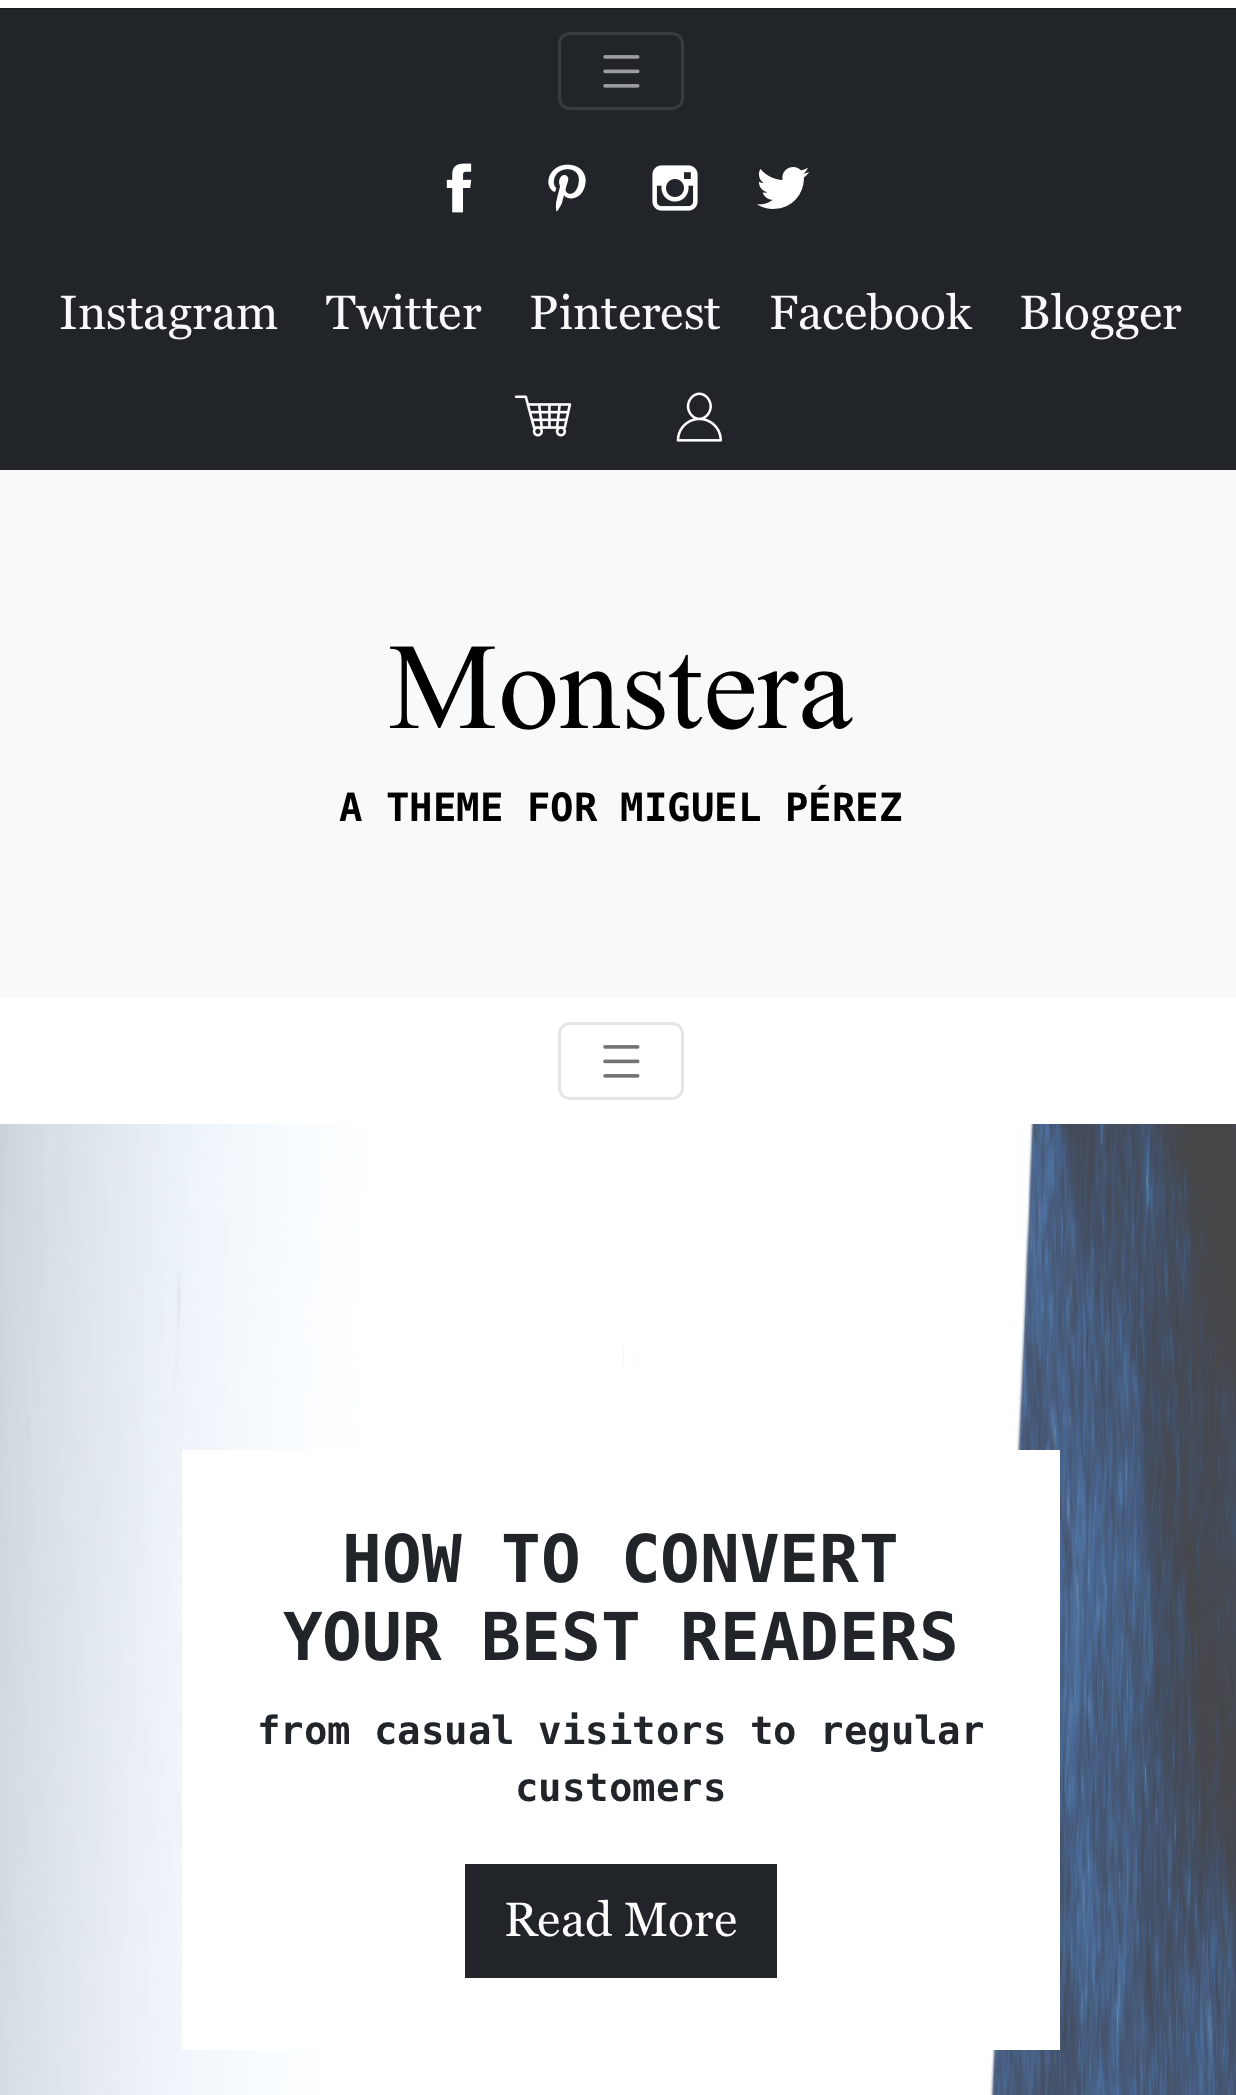 Instagram Twitter Pinterest Facebook Blogger
Monstera
A THEME FOR MIGUEL PÉREZ
HOW TO CONVERT
YOUR BEST READERS
from casual visitors to regular
customers
Read More